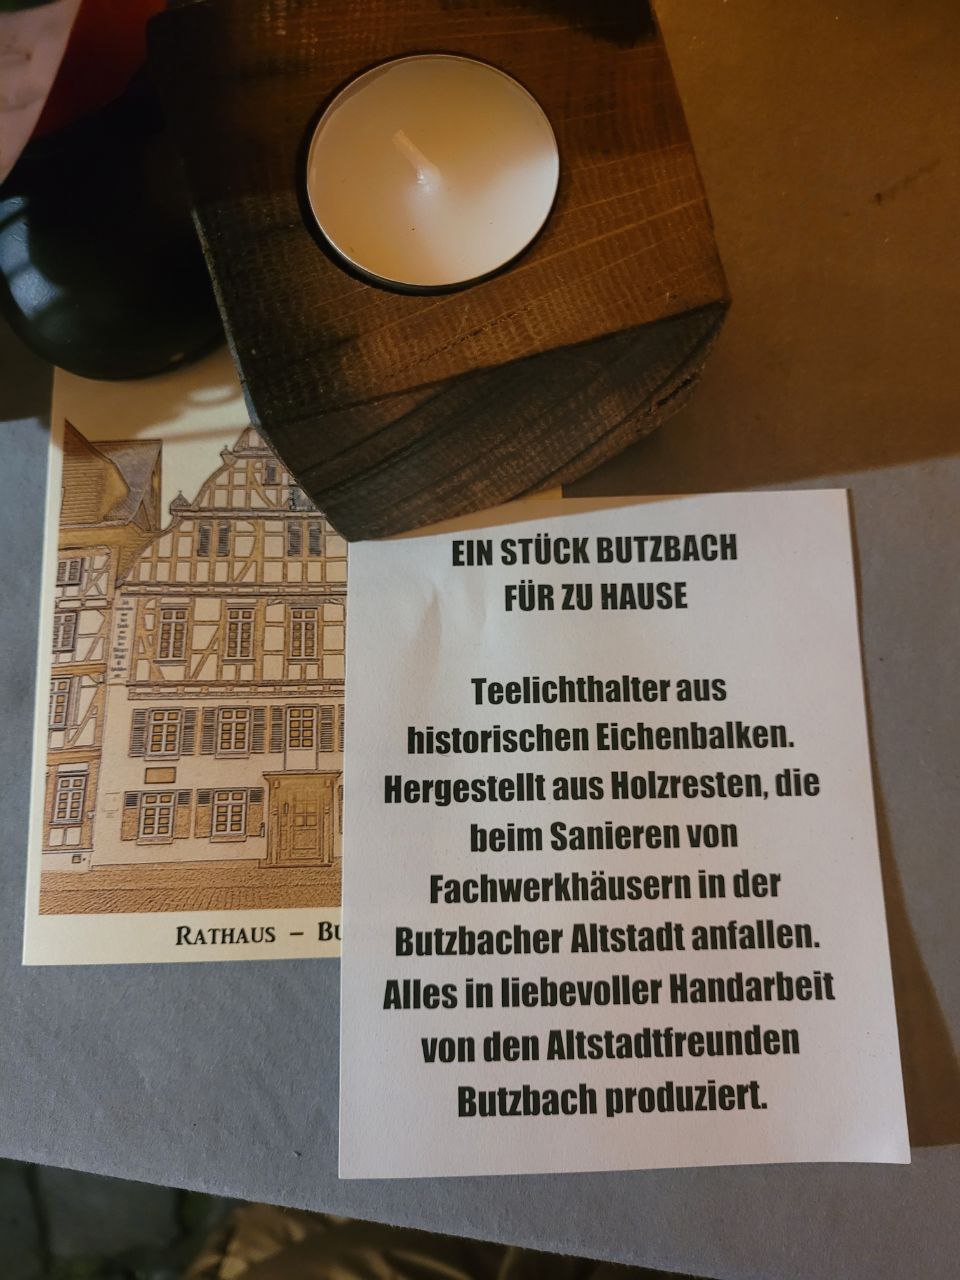 EIN STÜCK BUTZBACH
FÜR ZU HAUSE
Teelichthalter aus
historischen Eichenbalken.
Hergestellt aus Holzresten, die
beim Sanieren von
Fachwerkhäusern in der
Butzbacher Altstadt anfallen.
Alles in liebevoller Handarbeit
von den Altstadtfreunden
Butzbach produziert.
RATHAUS –